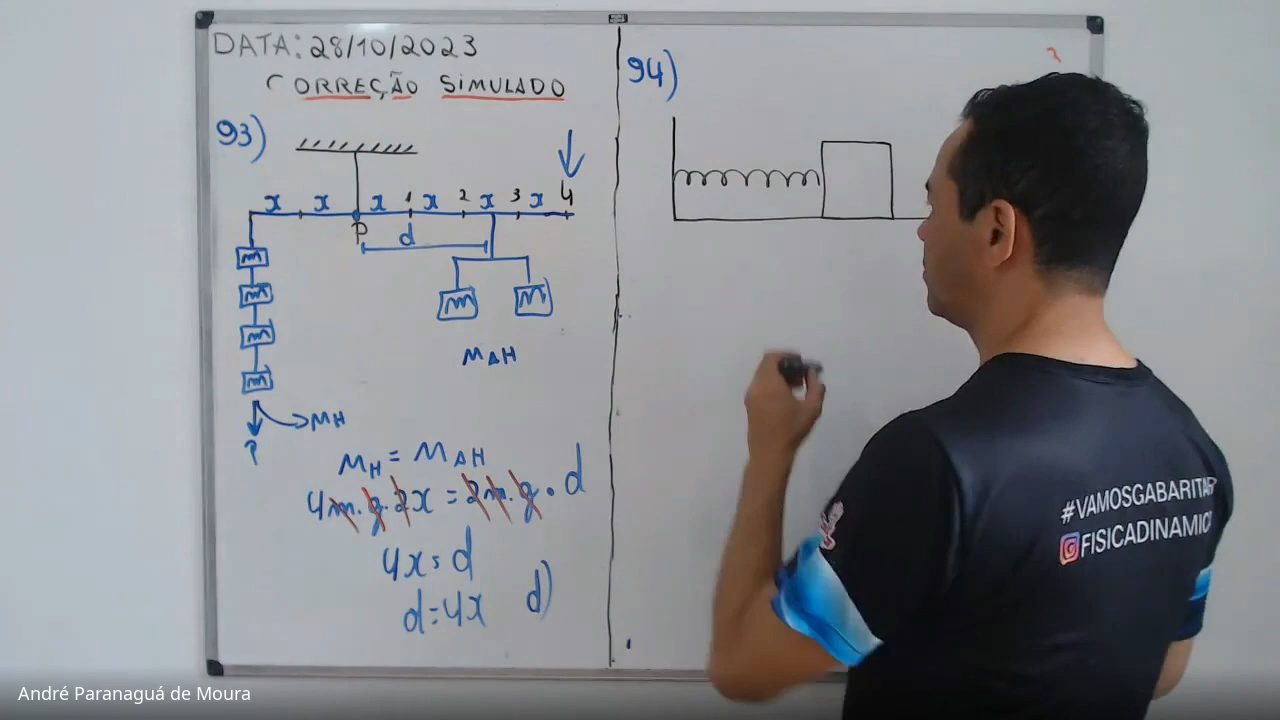 DATA: 28/10/2023
CORREÇÃO SIMULADO
93)
x x x 1 x 2 x 3 x 4
P
d
m
m
m
m
m m
MAH
MH
P
MH = MAH
4m.g.2x = 2m.g.d
4x = d
d = 4x d)
94)
#VAMOSGABARITAR
FISICADINAMIC
André Paranaguá de Moura